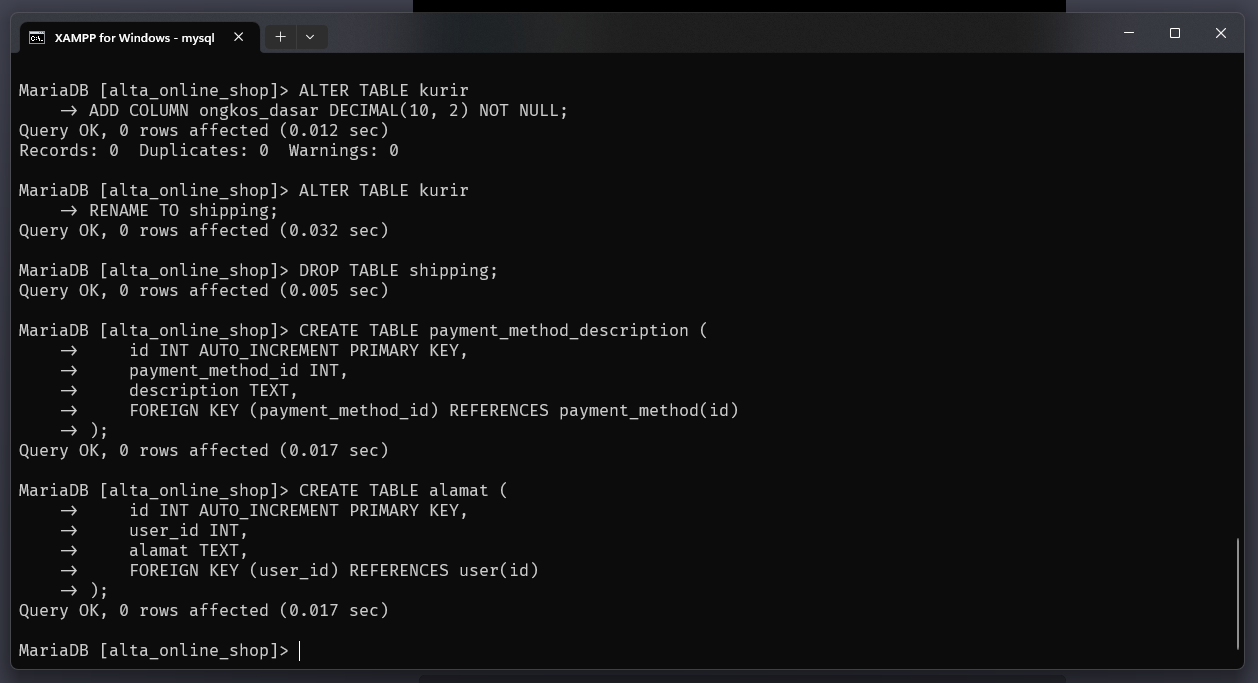 XAMPP for Windows - mysql
MariaDB [alta_online_shop]> ALTER TABLE kurir
    -> ADD COLUMN ongkos_dasar DECIMAL(10, 2) NOT NULL;
Query OK, 0 rows affected (0.012 sec)
Records: 0  Duplicates: 0  Warnings: 0
MariaDB [alta_online_shop]> ALTER TABLE kurir
    -> RENAME TO shipping;
Query OK, 0 rows affected (0.032 sec)
MariaDB [alta_online_shop]> DROP TABLE shipping;
Query OK, 0 rows affected (0.005 sec)
MariaDB [alta_online_shop]> CREATE TABLE payment_method_description (
    ->     id INT AUTO_INCREMENT PRIMARY KEY,
    ->     payment_method_id INT,
    ->     description TEXT,
    ->     FOREIGN KEY (payment_method_id) REFERENCES payment_method(id)
    -> );
Query OK, 0 rows affected (0.017 sec)
MariaDB [alta_online_shop]> CREATE TABLE alamat (
    ->     id INT AUTO_INCREMENT PRIMARY KEY,
    ->     user_id INT,
    ->     alamat TEXT,
    ->     FOREIGN KEY (user_id) REFERENCES user(id)
    -> );
Query OK, 0 rows affected (0.017 sec)
MariaDB [alta_online_shop]>